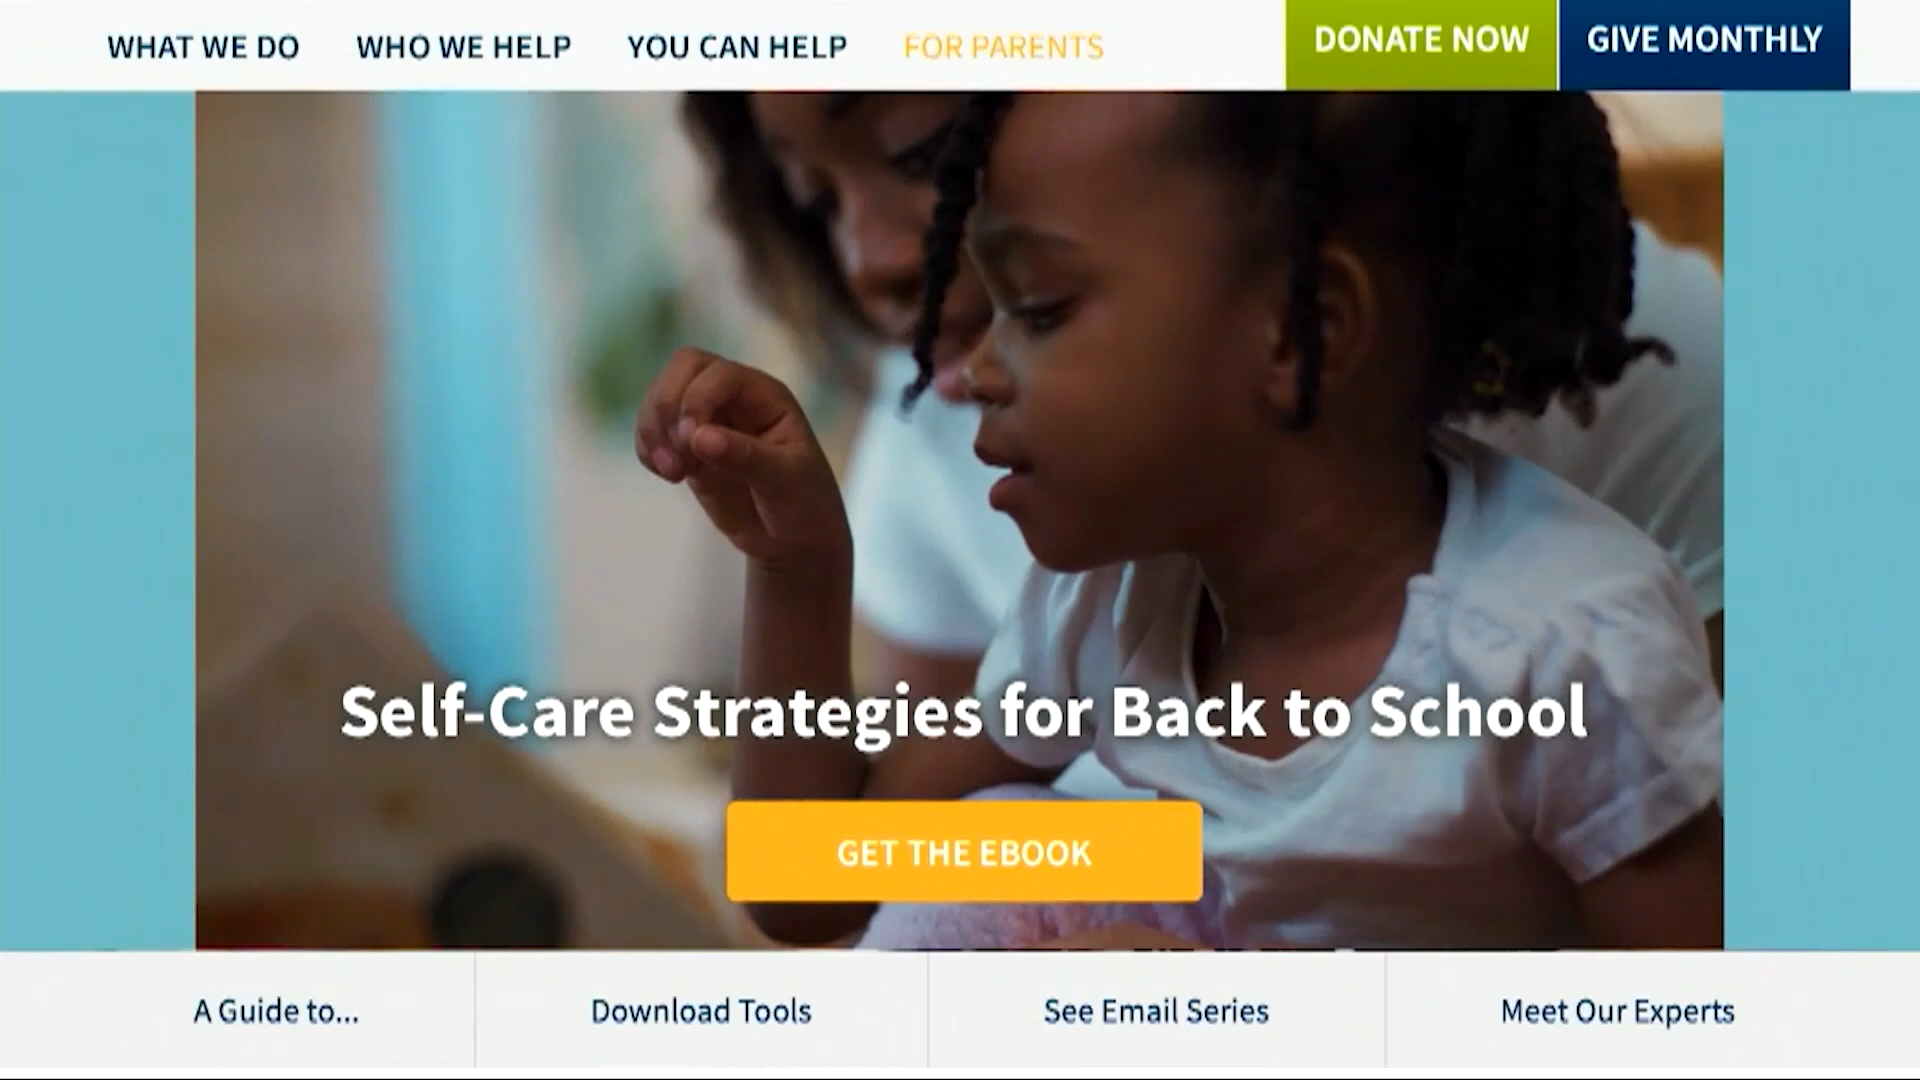 WHAT WE DO
WHO WE HELP
YOU CAN HELP
FOR PARENTS
DONATE NOW
GIVE MONTHLY
Self-Care Strategies for Back to School
GET THE EBOOK
A Guide to...
Download Tools
See Email Series
Meet Our Experts